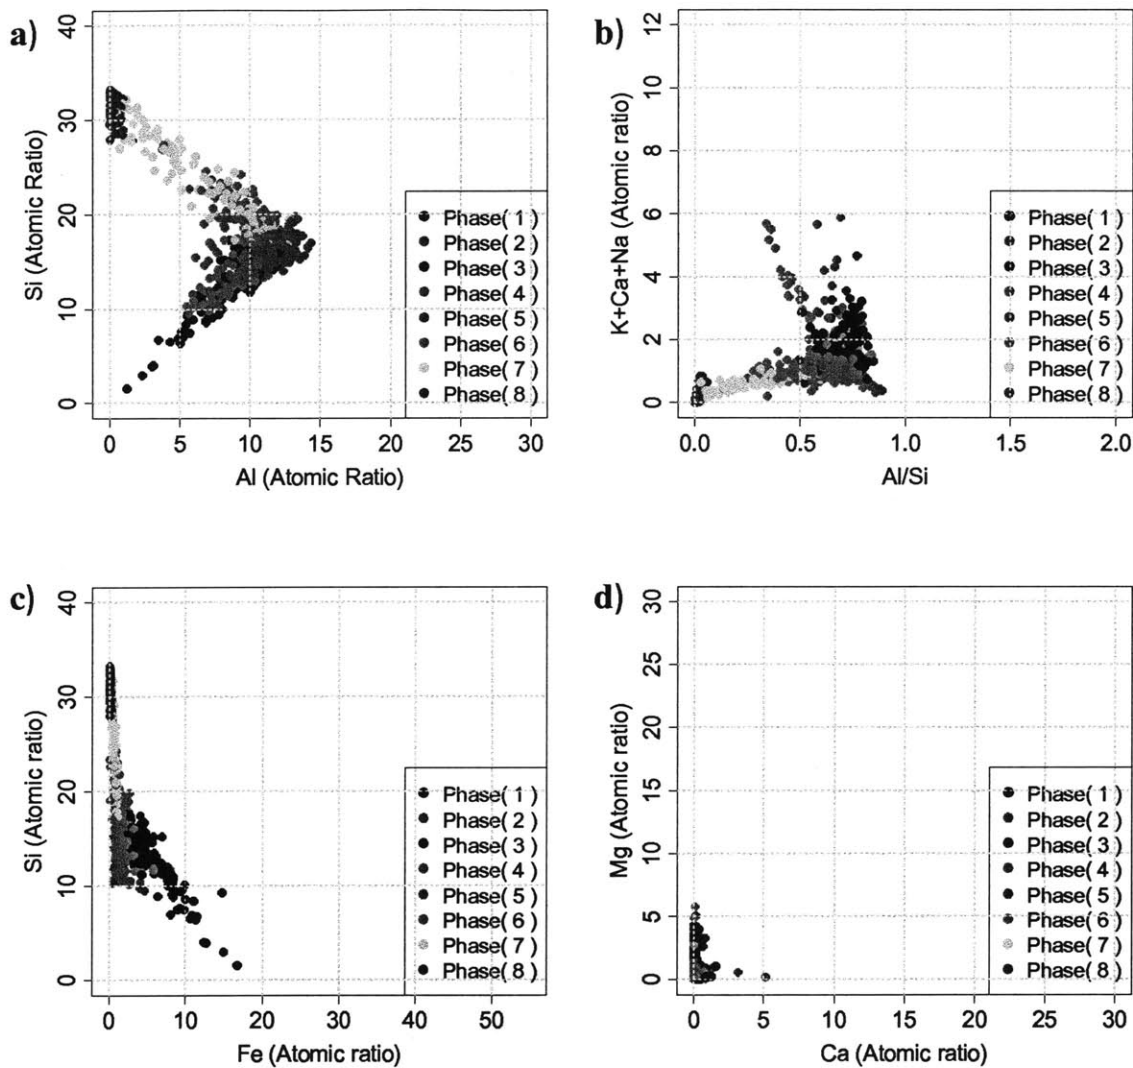 a)
40
30
20
10
0
Si (Atomic Ratio)
Phase( 1 )
Phase( 2 )
Phase( 3 )
Phase( 4 )
Phase( 5 )
Phase( 6 )
Phase( 7 )
Phase( 8 )
0 5 10 15 20 25 30
Al (Atomic Ratio)
b)
12
10
8
6
4
2
0
K+Ca+Na (Atomic ratio)
Phase( 1 )
Phase( 2 )
Phase( 3 )
Phase( 4 )
Phase( 5 )
Phase( 6 )
Phase( 7 )
Phase( 8 )
0.0 0.5 1.0 1.5 2.0
Al/Si
c)
40
30
20
10
0
Si (Atomic ratio)
Phase( 1 )
Phase( 2 )
Phase( 3 )
Phase( 4 )
Phase( 5 )
Phase( 6 )
Phase( 7 )
Phase( 8 )
0 10 20 30 40 50
Fe (Atomic ratio)
d)
30
25
20
15
10
5
0
Mg (Atomic ratio)
Phase( 1 )
Phase( 2 )
Phase( 3 )
Phase( 4 )
Phase( 5 )
Phase( 6 )
Phase( 7 )
Phase( 8 )
0 5 10 15 20 25 30
Ca (Atomic ratio)